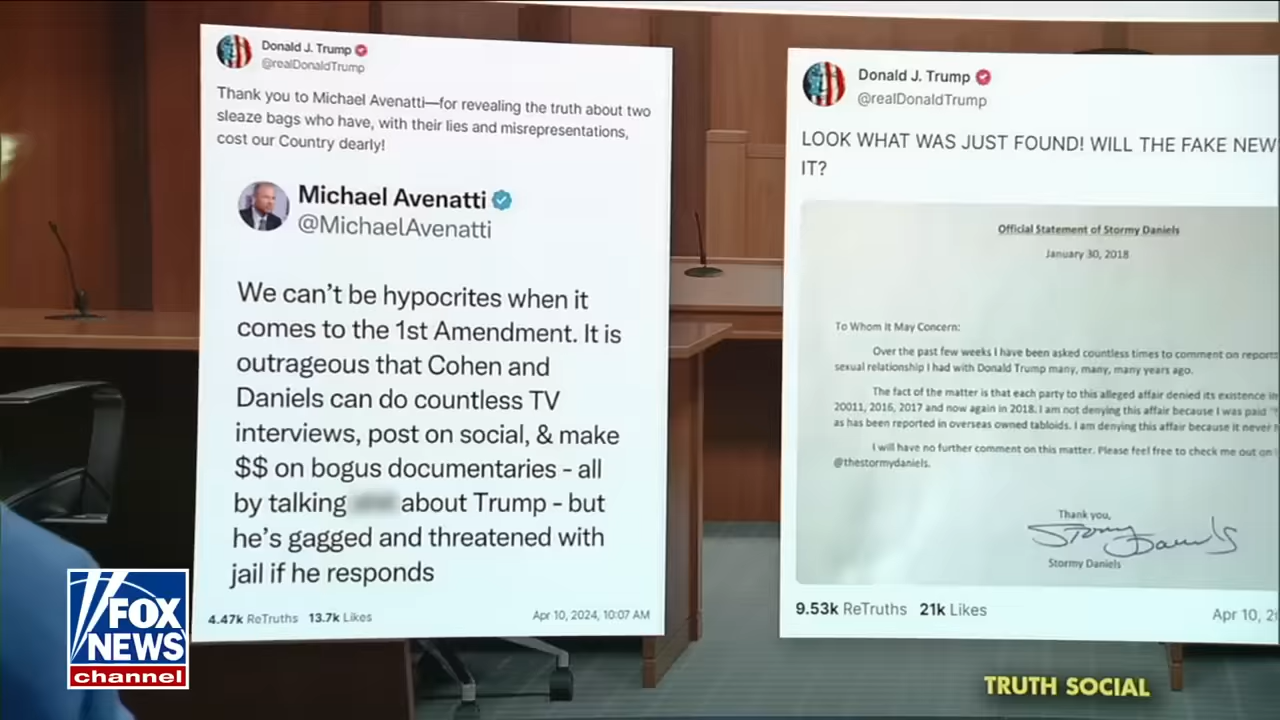 Donald J. Trump
@realDonaldTrump
Thank you to Michael Avenatti—for revealing the truth about two
sleaze bags who have, with their lies and misrepresentations,
cost our Country dearly!
Michael Avenatti
@MichaelAvenatti
We can't be hypocrites when it
comes to the 1st Amendment. It is
outrageous that Cohen and
Daniels can do countless TV
interviews, post on social, & make
$$ on bogus documentaries - all
by talking about Trump - but
he's gagged and threatened with
jail if he responds
4.47k ReTruths 13.7k Likes
Apr 10, 2024, 10:07 AM
Donald J. Trump
@realDonaldTrump
LOOK WHAT WAS JUST FOUND! WILL THE FAKE NEW
IT?
Official Statement of Stormy Daniels
January 30, 2018
To Whom It May Concern:
Over the past few weeks I have been asked countless times to comment on reports
sexual relationship I had with Donald Trump many, many, many years ago.
The fact of the matter is that each party to this alleged affair denied its existence in
20011, 2016, 2017 and now again in 2018. I am not denying this affair because I was paid
as has been reported in overseas owned tabloids. I am denying this affair because it never
I will have no further comment on this matter. Please feel free to check me out on
@thestormydaniels.
Thank you,
Stormy Daniels
Stormy Daniels
9.53k ReTruths 21k Likes
Apr 10, 2
FOX
NEWS
channel
TRUTH SOCIAL